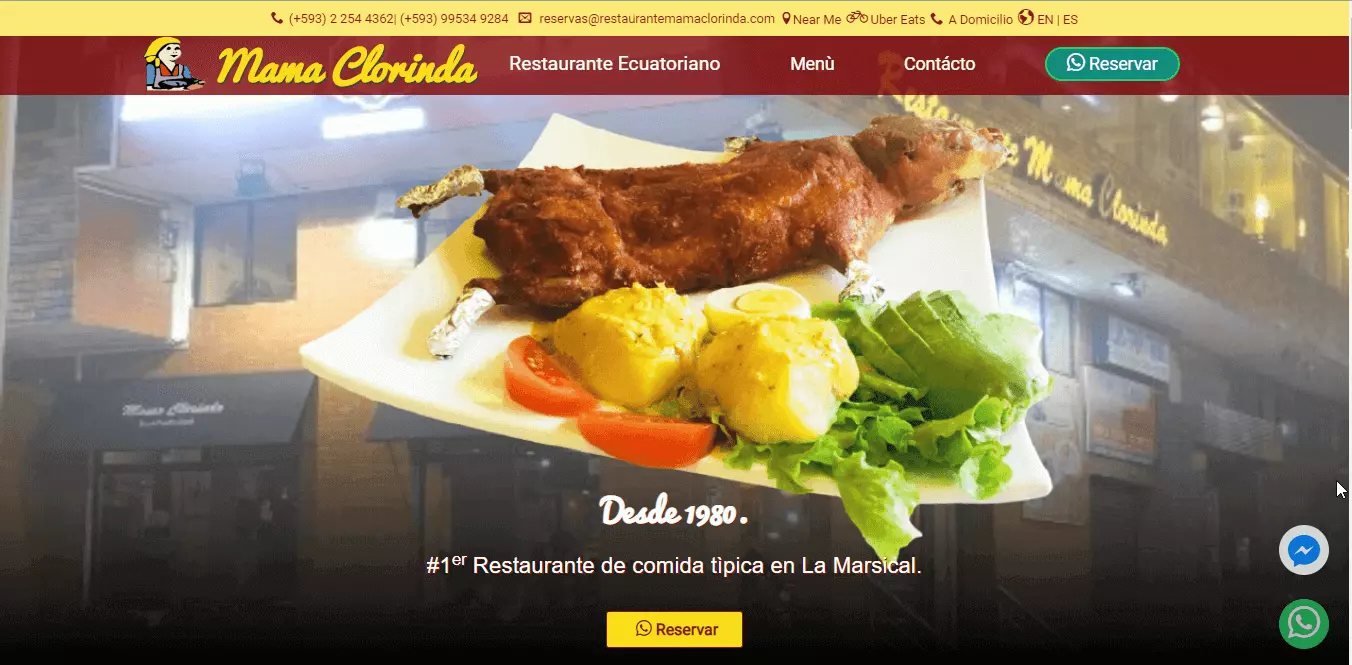 (+593) 2 254 4362| (+593) 99534 9284 reservas@restaurantemamaclorinda.com Near Me Uber Eats A Domicilio EN | ES
Mama Clorinda Restaurante Ecuatoriano Menù Contácto Reservar
Restaurante Mama Clorinda
Mama Clorinda
Desde 1980.
#1er Restaurante de comida tìpica en La Marsical.
Reservar